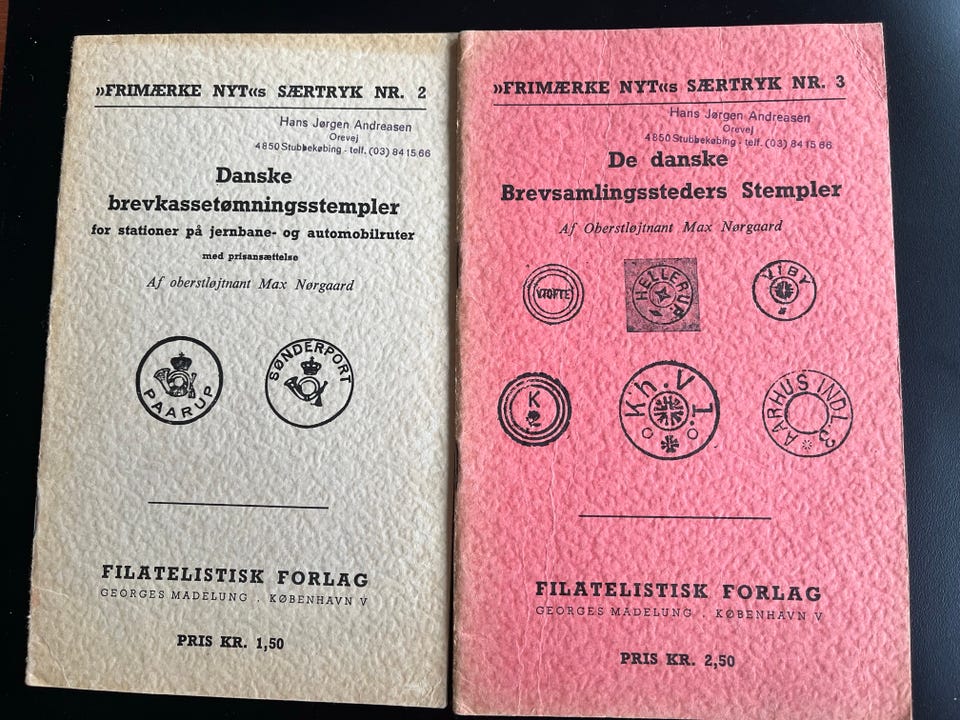 »FRIMÆRKE NYT«s SÆRTRYK NR. 2
Hans Jørgen Andreasen
Orevej
4850 Stubbekøbing - telf. (03) 84 15 66
Danske
brevkassetømningsstempler
for stationer på jernbane- og automobilruter
med prisansættelse
Af oberstløjtnant Max Nørgaard
PAARUP
SØNDERPORT
FILATELISTISK FORLAG
GEORGES MADELUNG . KØBENHAVN V
PRIS KR. 1,50
»FRIMÆRKE NYT«s SÆRTRYK NR. 3
Hans Jørgen Andreasen
Orevej
4850 Stubbekøbing - telf. (03) 84 15 66
De danske
Brevsamlingssteders Stempler
Af Oberstløjtnant Max Nørgaard
HELLERUP
VIBY
K
Kh.V 1.
AARHUS IND.L.3
FILATELISTISK FORLAG
GEORGES MADELUNG . KØBENHAVN V
PRIS KR. 2,50